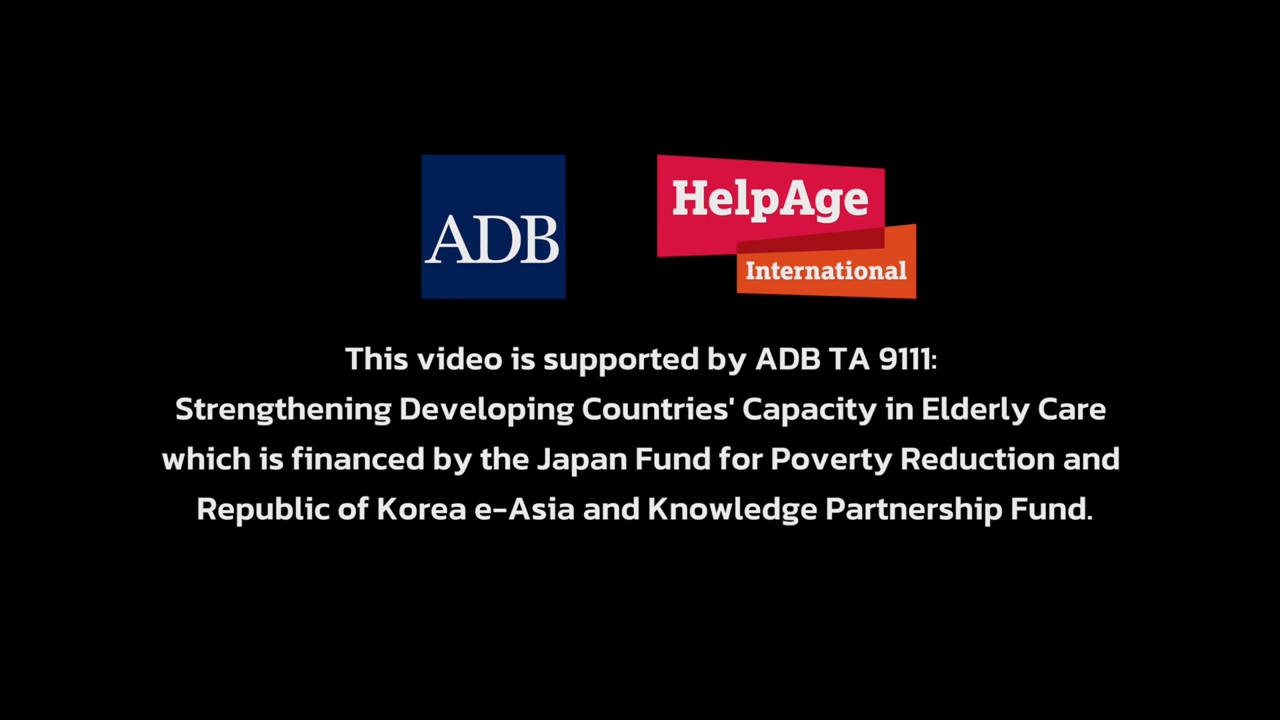 ADB
HelpAge
International
This video is supported by ADB TA 9111:
Strengthening Developing Countries' Capacity in Elderly Care
which is financed by the Japan Fund for Poverty Reduction and
Republic of Korea e-Asia and Knowledge Partnership Fund.